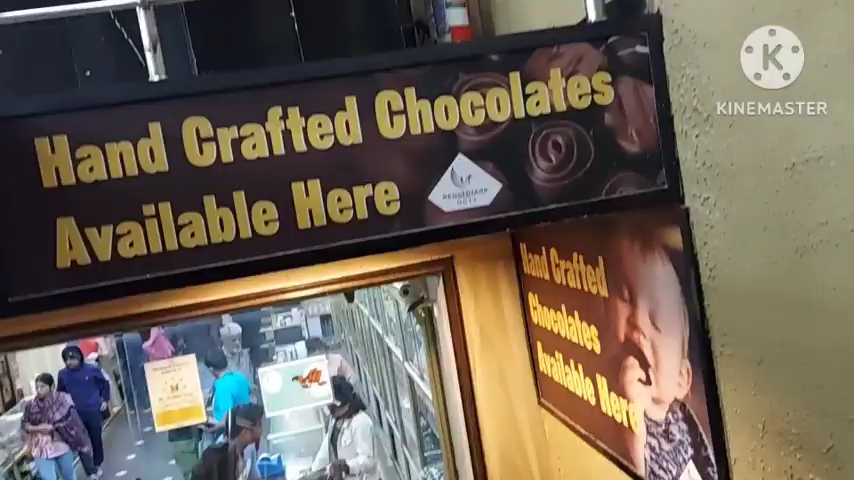 Hand Crafted Chocolates
Available Here
KINEMASTER
Hand Crafted
Chocolates
Available Here